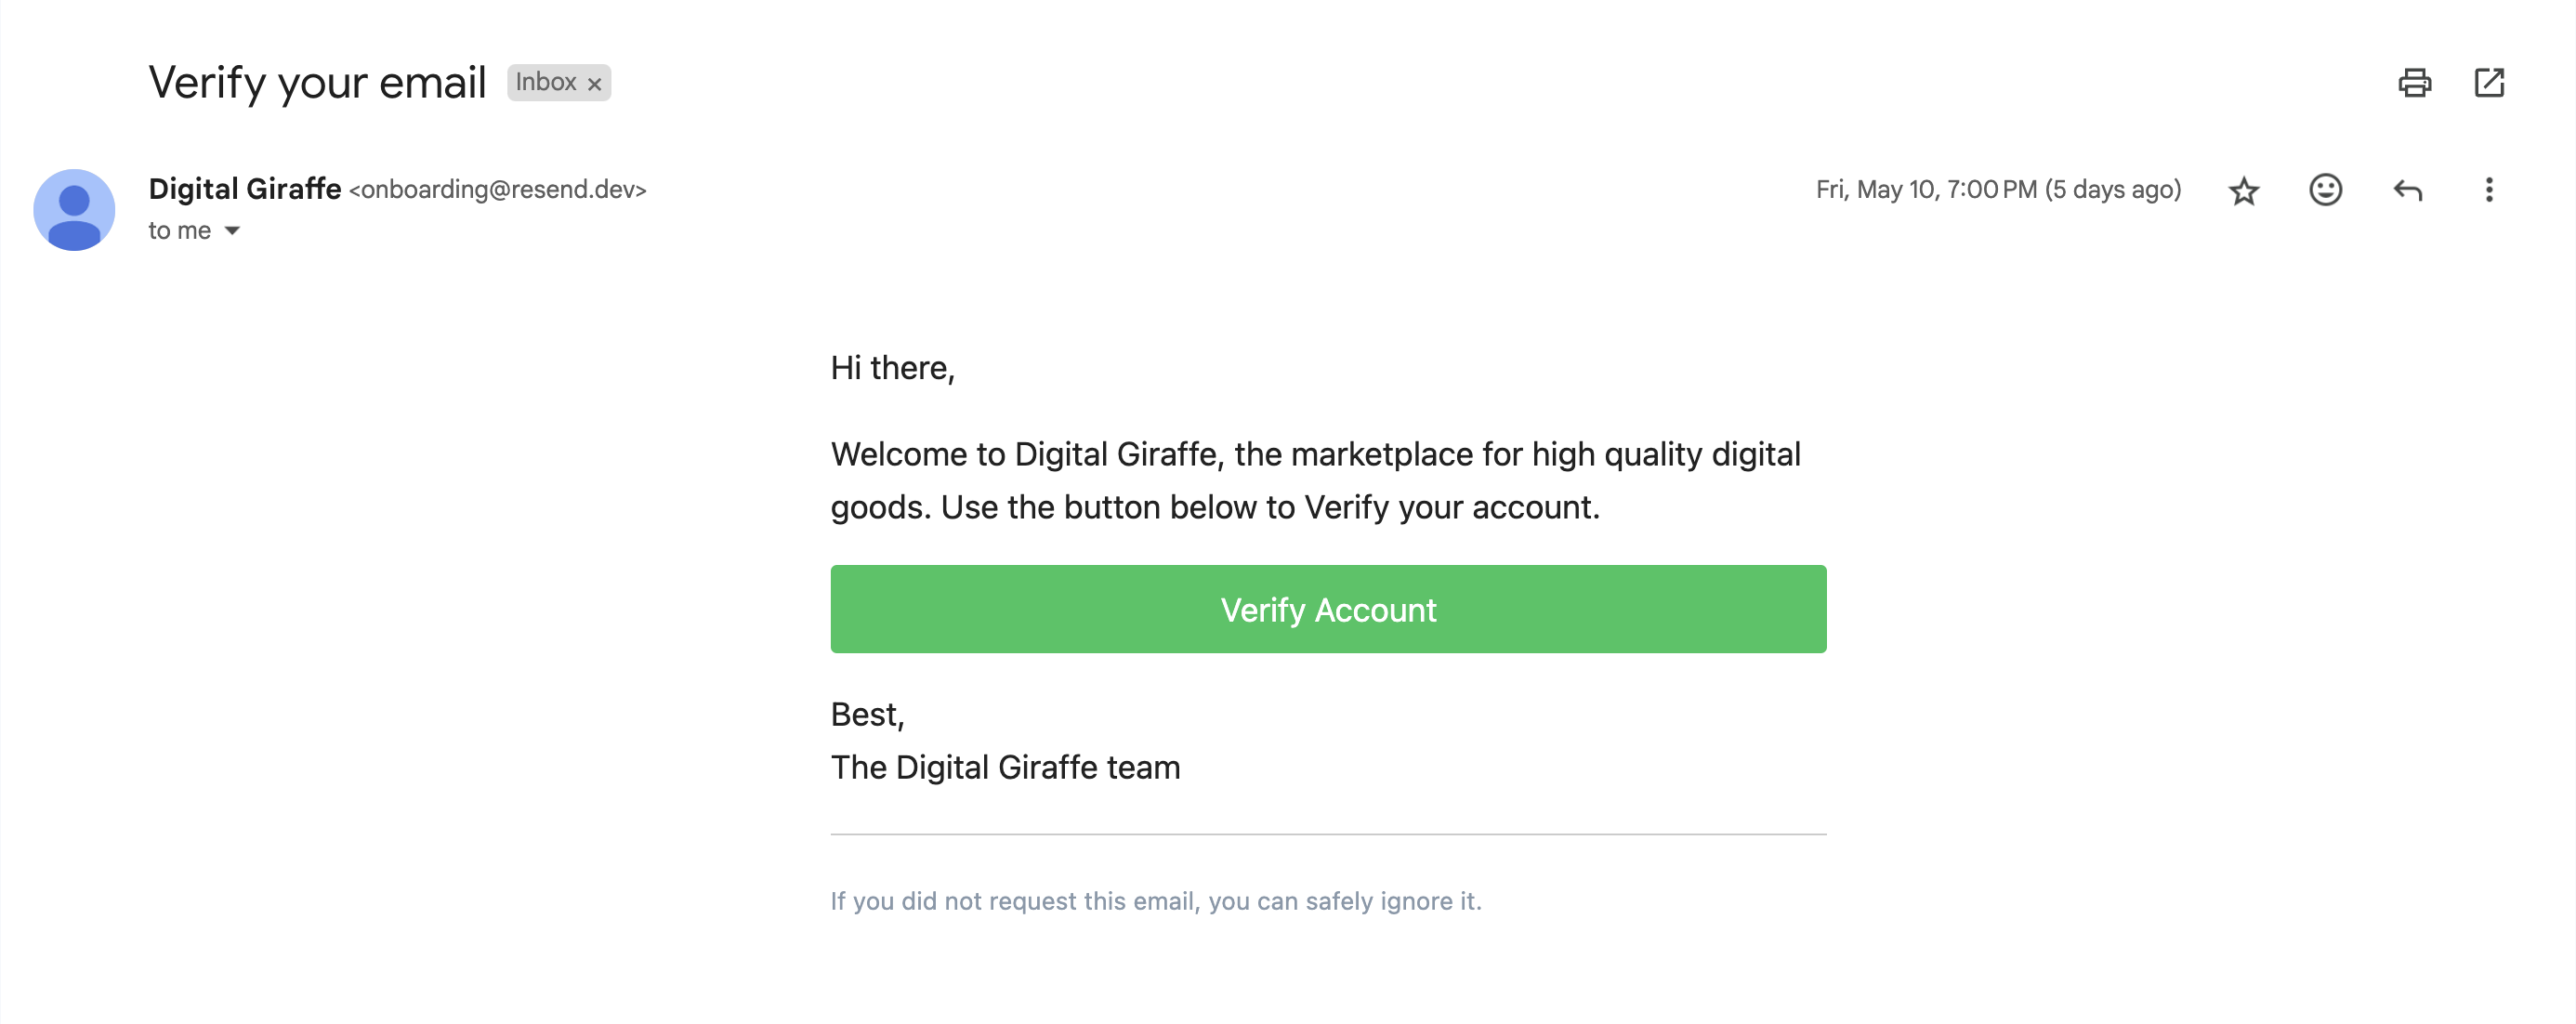 Verify your email Inbox ×
Digital Giraffe <onboarding@resend.dev> Fri, May 10, 7:00 PM (5 days ago)
to me
Hi there,
Welcome to Digital Giraffe, the marketplace for high quality digital
goods. Use the button below to Verify your account.
Verify Account
Best,
The Digital Giraffe team
If you did not request this email, you can safely ignore it.